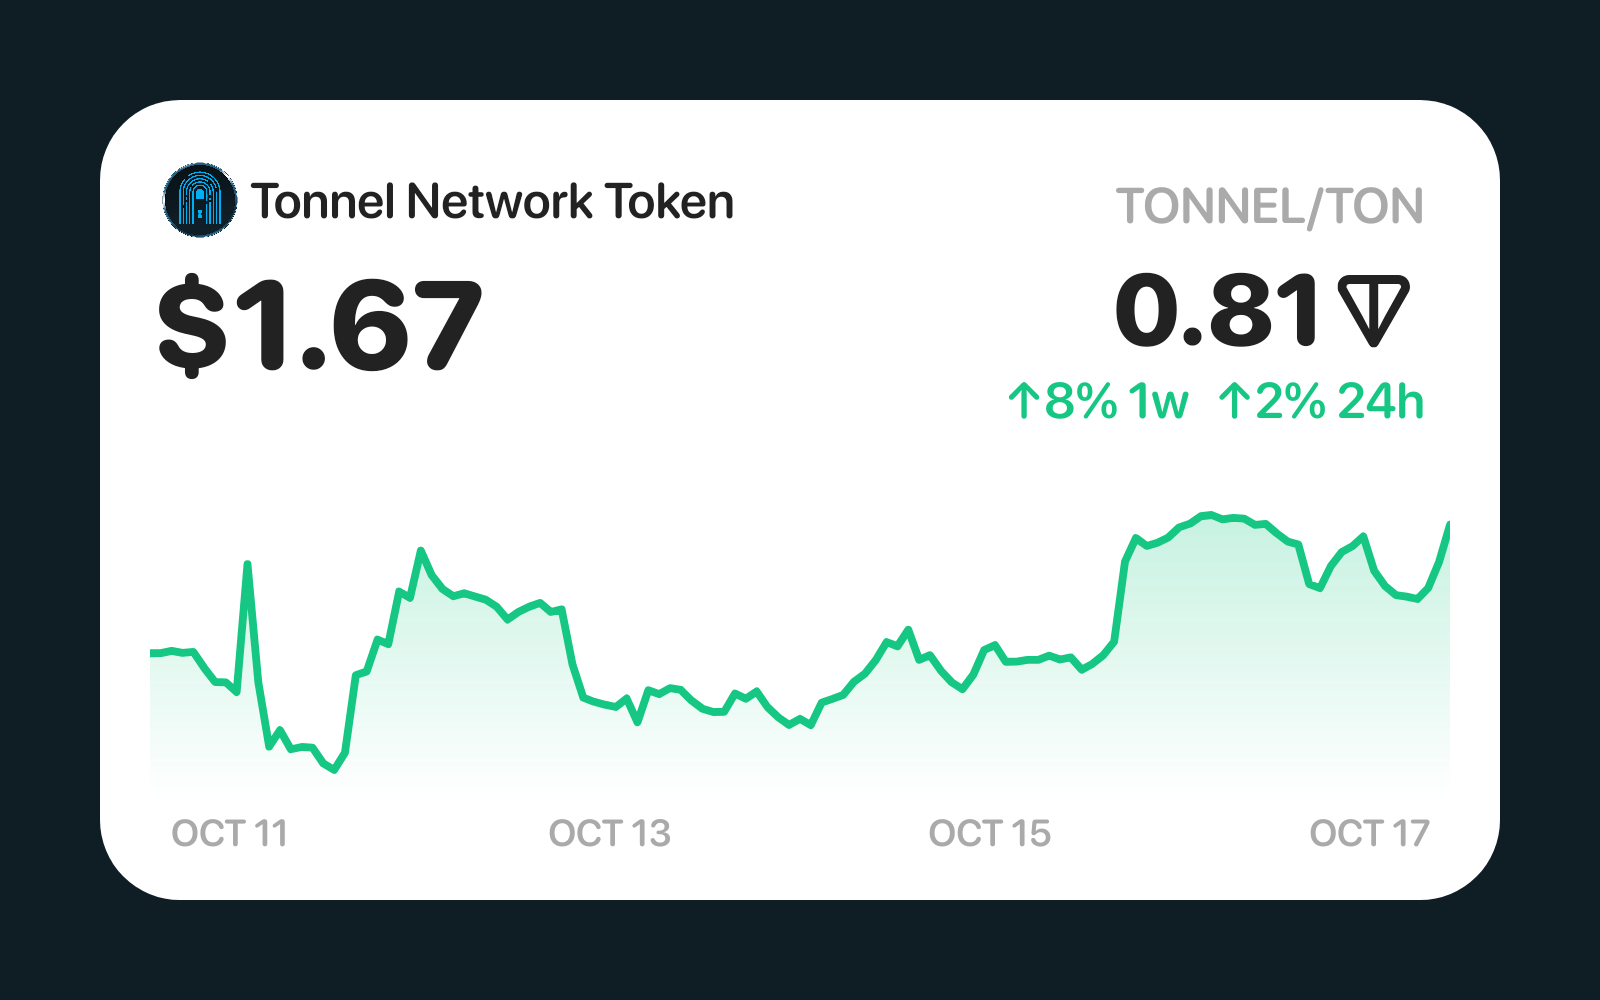 Tonnel Network Token
TONNEL/TON
$1.67
0.81
↑8% 1w ↑2% 24h
OCT 11 OCT 13 OCT 15 OCT 17